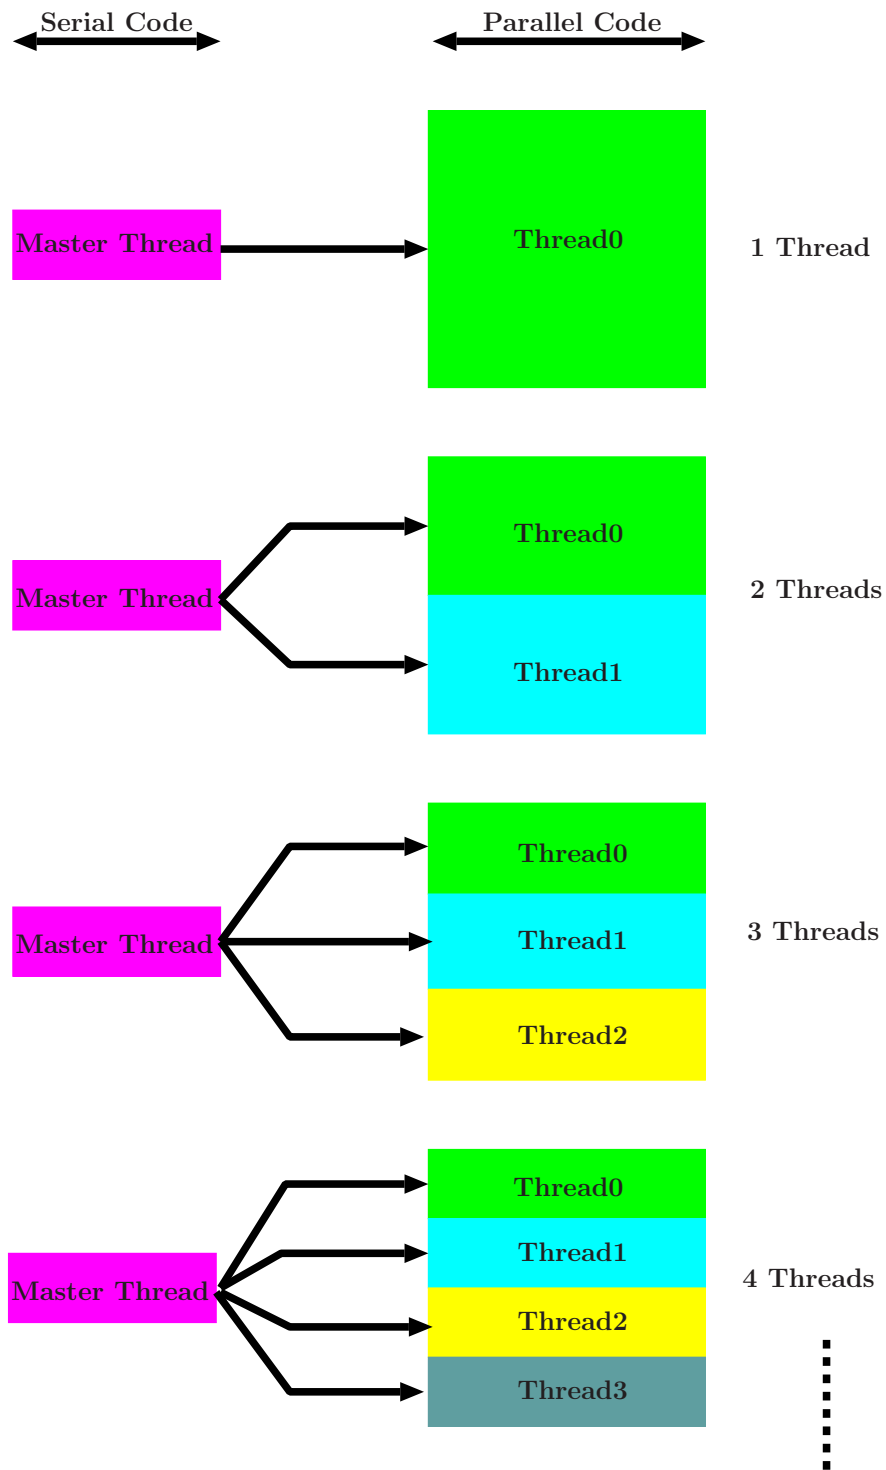 Serial Code
Parallel Code
Master Thread
Thread0
1 Thread
Master Thread
Thread0
Thread1
2 Threads
Master Thread
Thread0
Thread1
Thread2
3 Threads
Master Thread
Thread0
Thread1
Thread2
Thread3
4 Threads